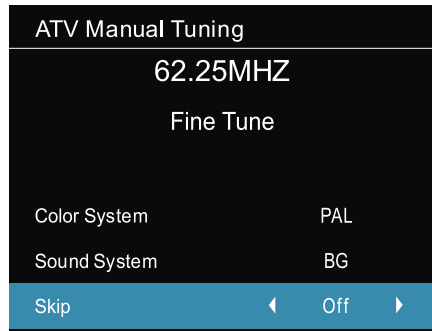 ATV Manual Tuning
62.25MHZ
Fine Tune
Color System PAL
Sound System BG
Skip Off